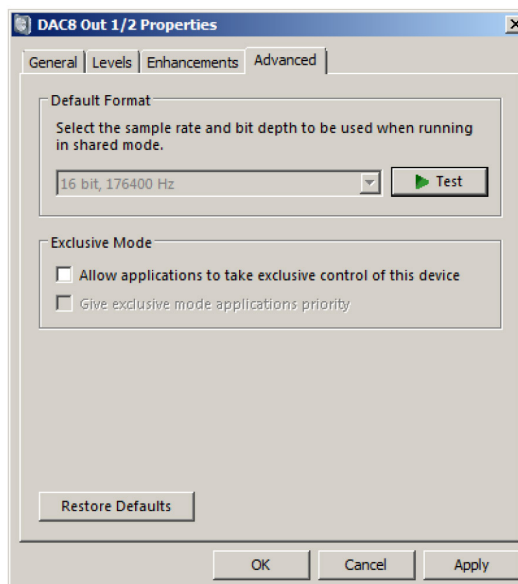 DAC8 Out 1/2 Properties
General Levels Enhancements Advanced
Default Format
Select the sample rate and bit depth to be used when running
in shared mode.
16 bit, 176400 Hz
Test
Exclusive Mode
Allow applications to take exclusive control of this device
Give exclusive mode applications priority
Restore Defaults
OK Cancel Apply